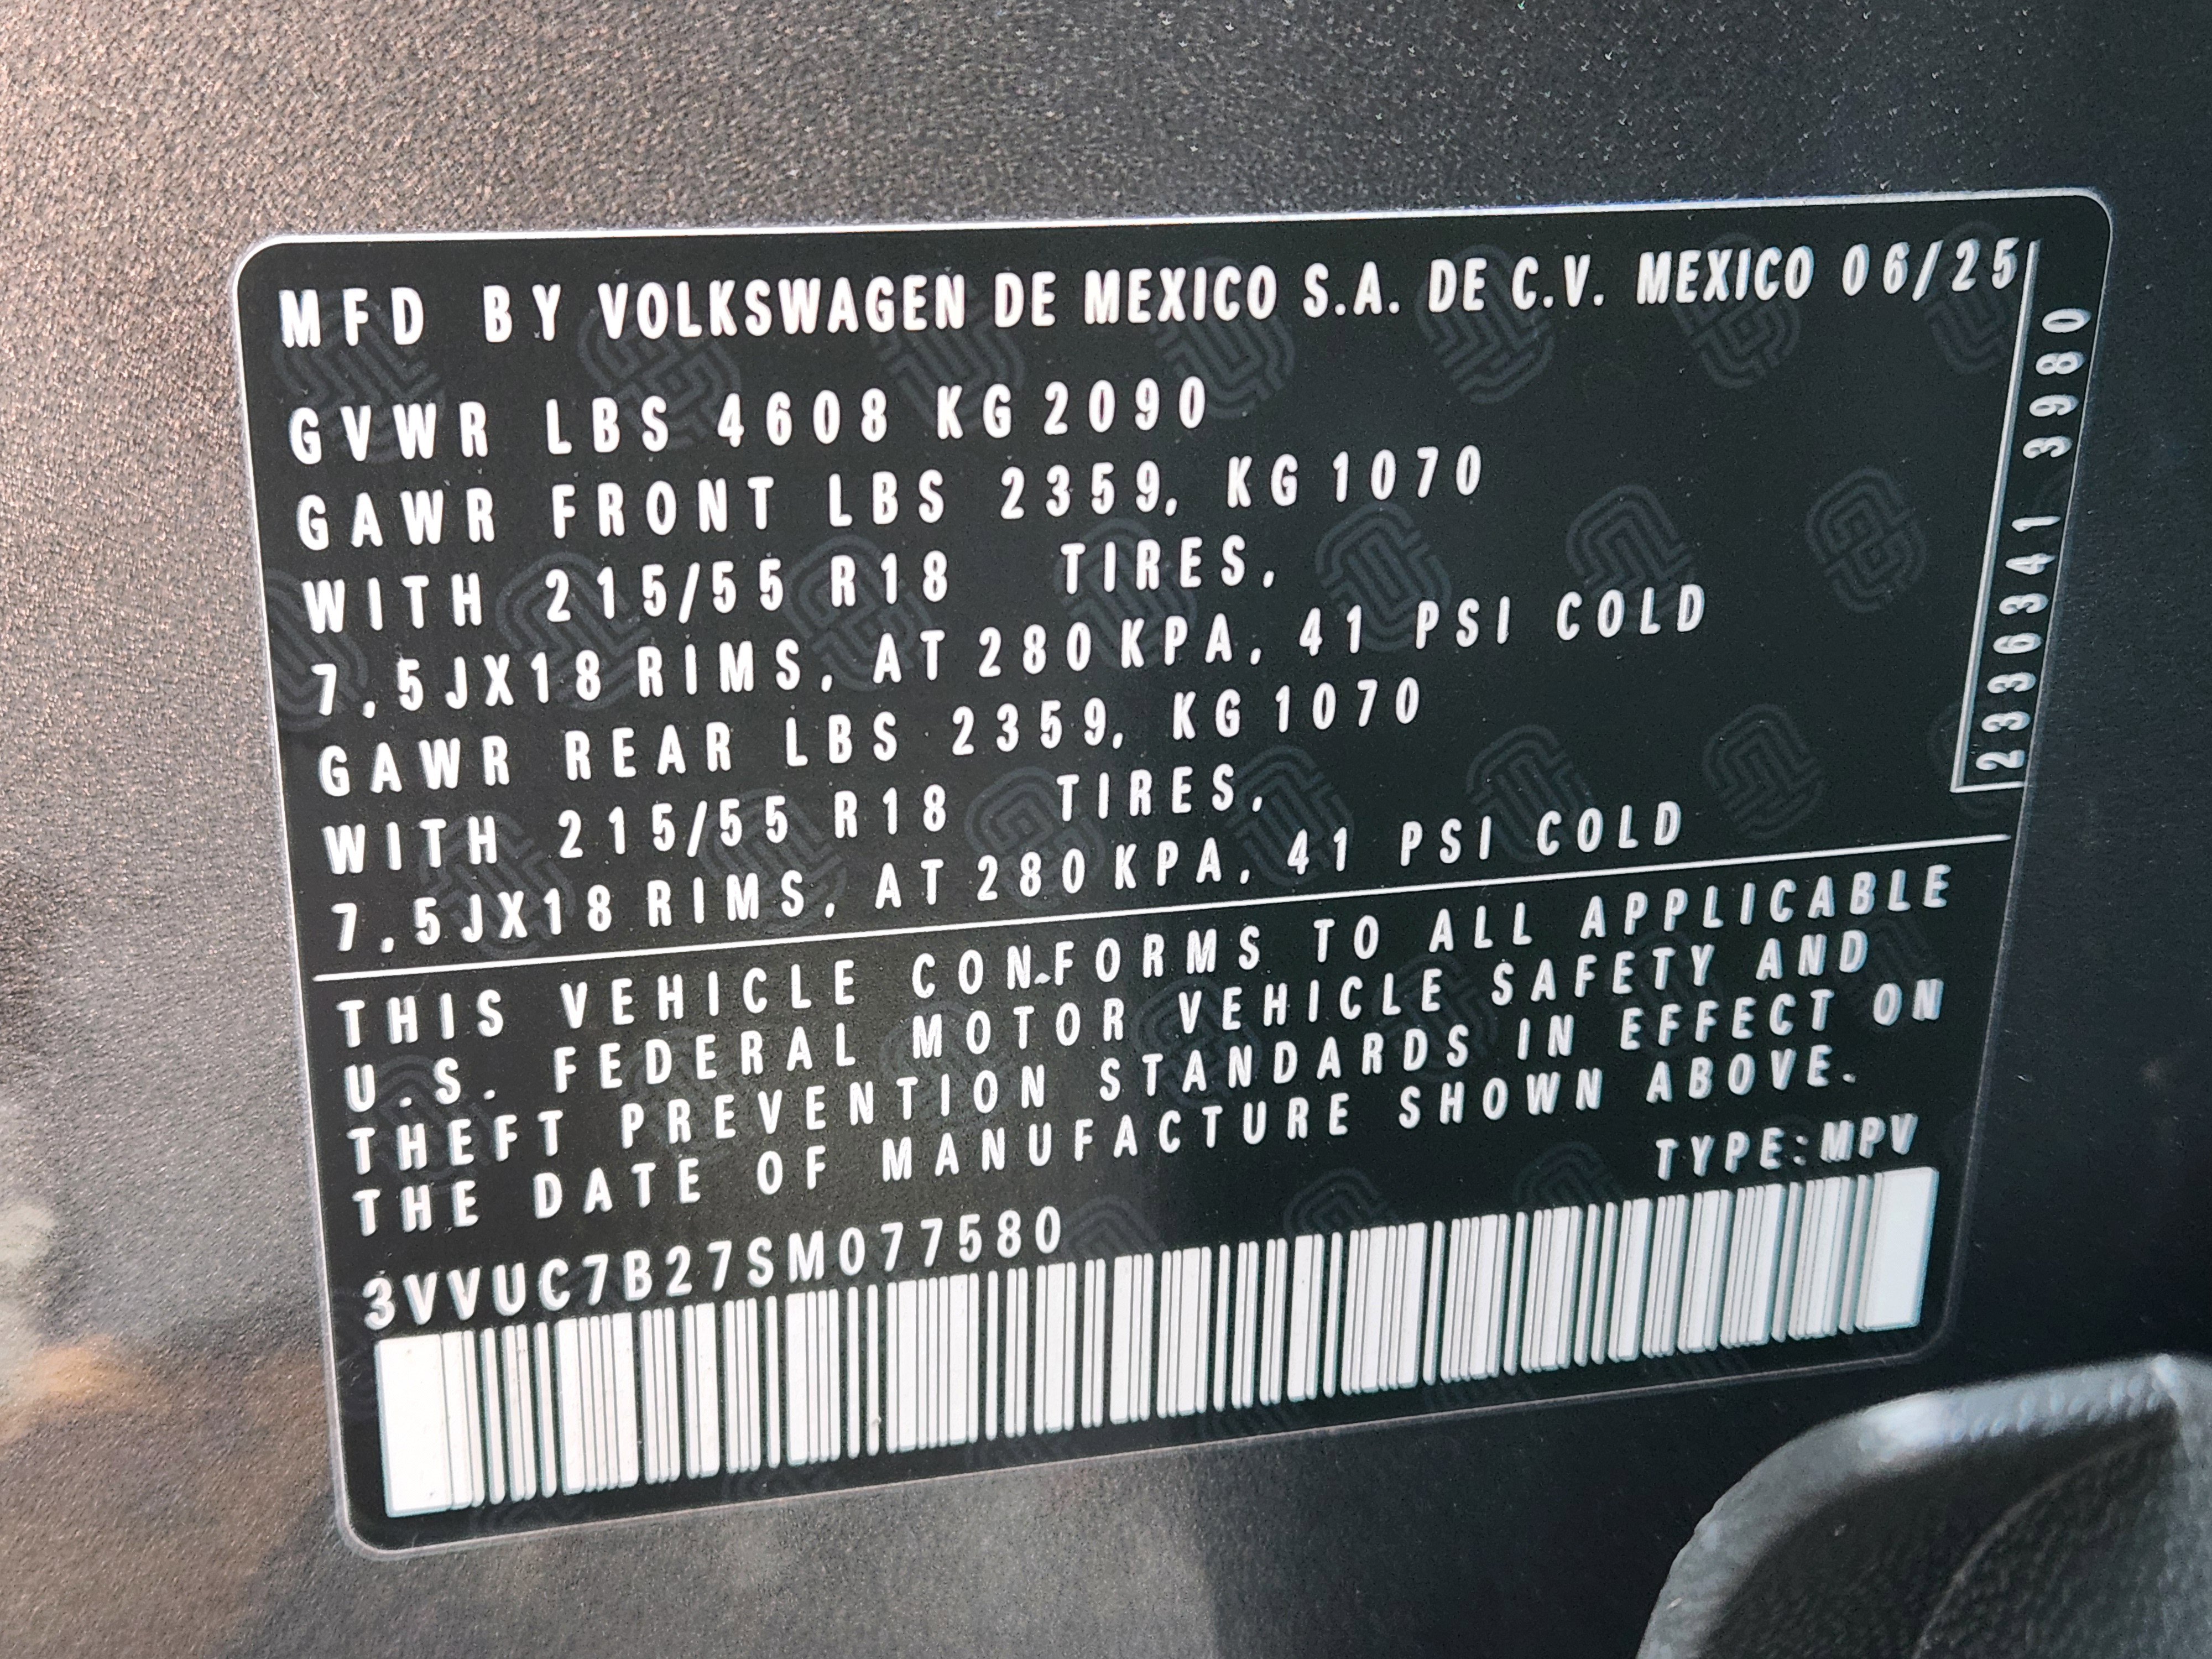 MFD BY VOLKSWAGEN DE MEXICO S.A. DE C.V. MEXICO 06/25
GVWR LBS 4608 KG 2090
GAWR FRONT LBS 2359, KG 1070
WITH 215/55 R18 TIRES,
7,5JX18 RIMS, AT 280 KPA, 41 PSI COLD
GAWR REAR LBS 2359, KG 1070
WITH 215/55 R18 TIRES,
7,5JX18 RIMS, AT 280 KPA, 41 PSI COLD
2336341 3980
THIS VEHICLE CONFORMS TO ALL APPLICABLE
U.S. FEDERAL MOTOR VEHICLE SAFETY AND
THEFT PREVENTION STANDARDS IN EFFECT ON
THE DATE OF MANUFACTURE SHOWN ABOVE.
TYPE:MPV
3VVUC7B27SM077580